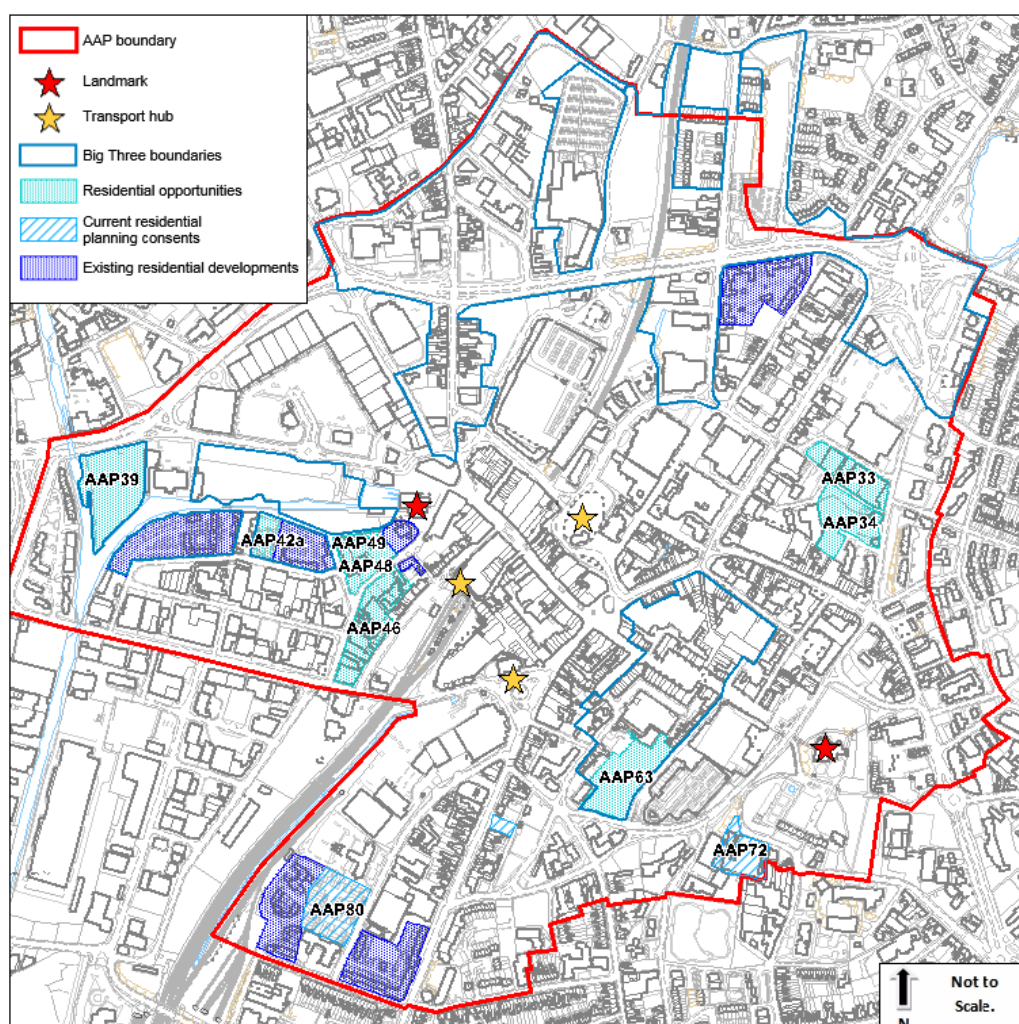 AAP boundary
Landmark
Transport hub
Big Three boundaries
Residential opportunities
Current residential
planning consents
Existing residential developments
AAP39
AAP33
AAP34
AAP42a
AAP49
AAP48
AAP46
AAP63
AAP72
AAP80
Not to
Scale.
N